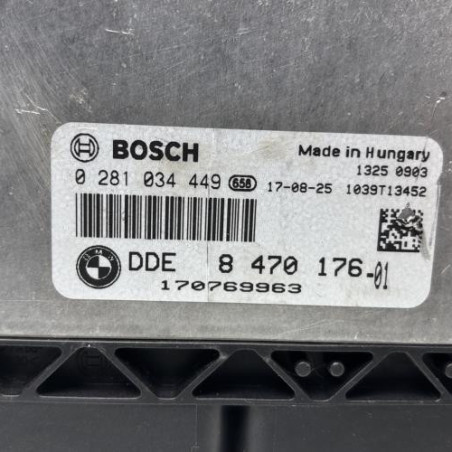 BOSCH Made in Hungary
1325 0903
0 281 034 449 658 17-08-25 1039T13452
BMW DDE 8 470 176-01
170769963